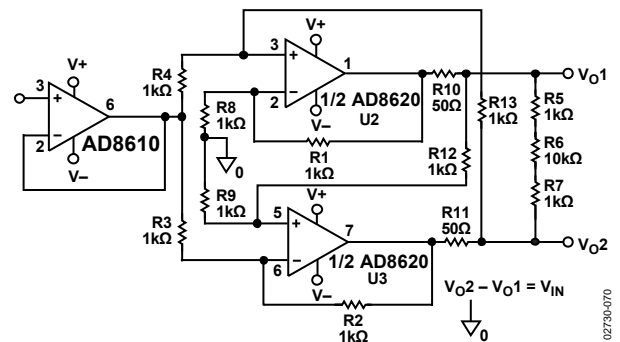 V+
3
+
1
R4
1kΩ
V+
3
+
6
−
2
AD8610
V−
R8
1kΩ
−
2
1/2 AD8620
U2
V−
R10
50Ω
VO1
R13
1kΩ
R5
1kΩ
R6
10kΩ
R7
1kΩ
R1
1kΩ
R12
1kΩ
0
R9
1kΩ
V+
R3
1kΩ
5
+
7
R11
50Ω
VO2
−
6
1/2 AD8620
U3
V−
VO2 – VO1 = VIN
R2
1kΩ
0
02730-070